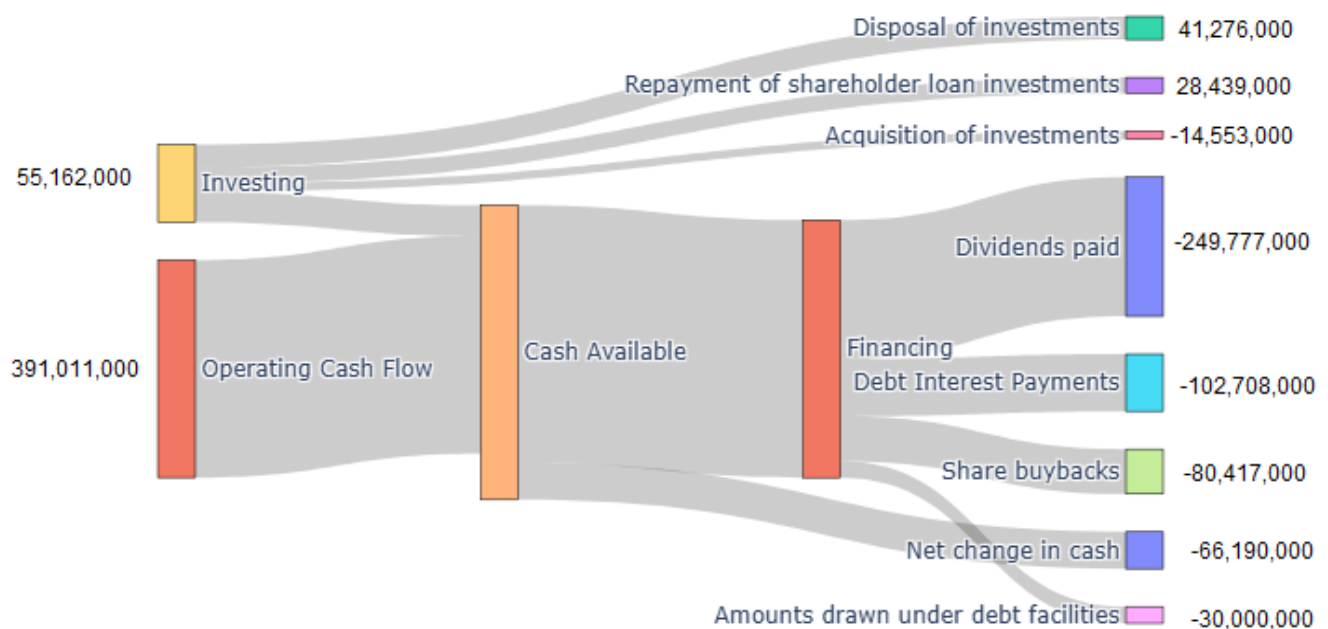 Disposal of investments 41,276,000
Repayment of shareholder loan investments 28,439,000
Acquisition of investments -14,553,000
55,162,000 Investing
Dividends paid -249,777,000
Cash Available
Financing
391,011,000 Operating Cash Flow
Debt Interest Payments -102,708,000
Share buybacks -80,417,000
Net change in cash -66,190,000
Amounts drawn under debt facilities -30,000,000